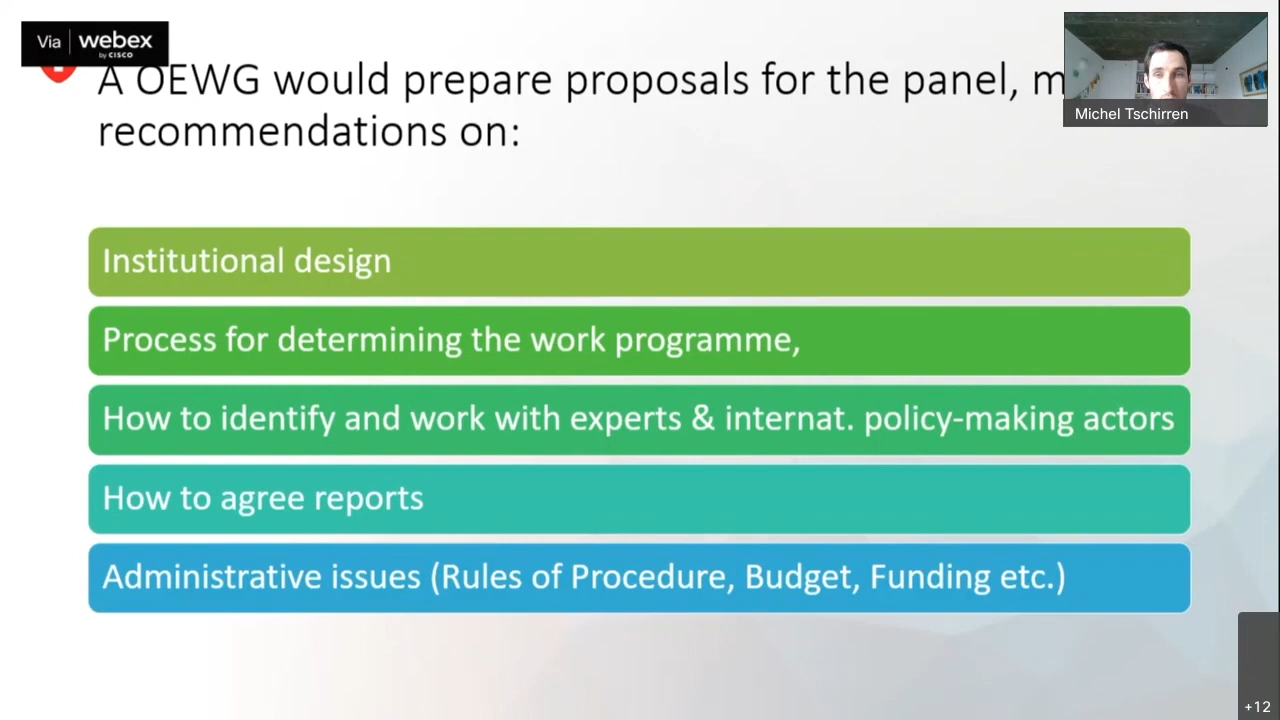 Via webex
by CISCO
A OEWG would prepare proposals for the panel,
recommendations on:
Michel Tschirren
Institutional design
Process for determining the work programme,
How to identify and work with experts & internat. policy-making actors
How to agree reports
Administrative issues (Rules of Procedure, Budget, Funding etc.)
+12